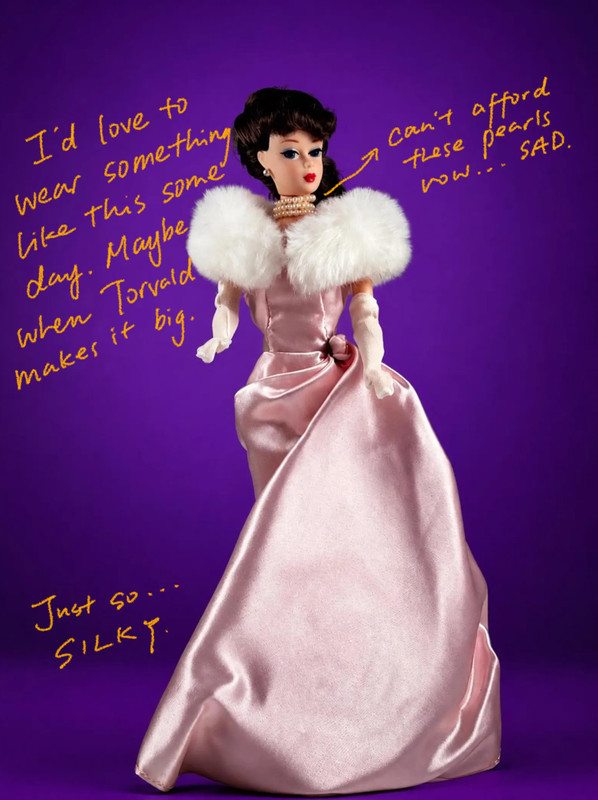 I'd love to
wear something
like this some
day. Maybe
when Torvald
makes it big.
can't afford
these pearls
now... SAD.
Just so...
SILKY.